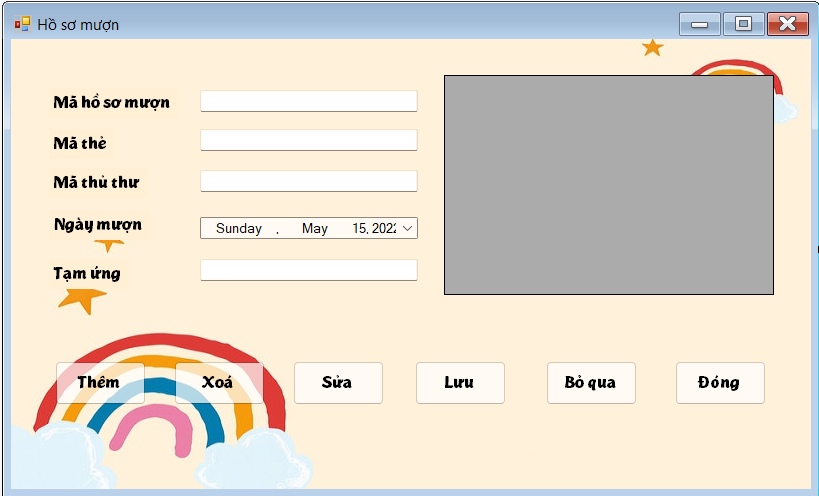 Hồ sơ mượn
Mã hồ sơ mượn
Mã thẻ
Mã thủ thư
Ngày mượn
Sunday , May 15, 2022
Tạm ứng
Thêm Xoá Sửa Lưu Bỏ qua Đóng